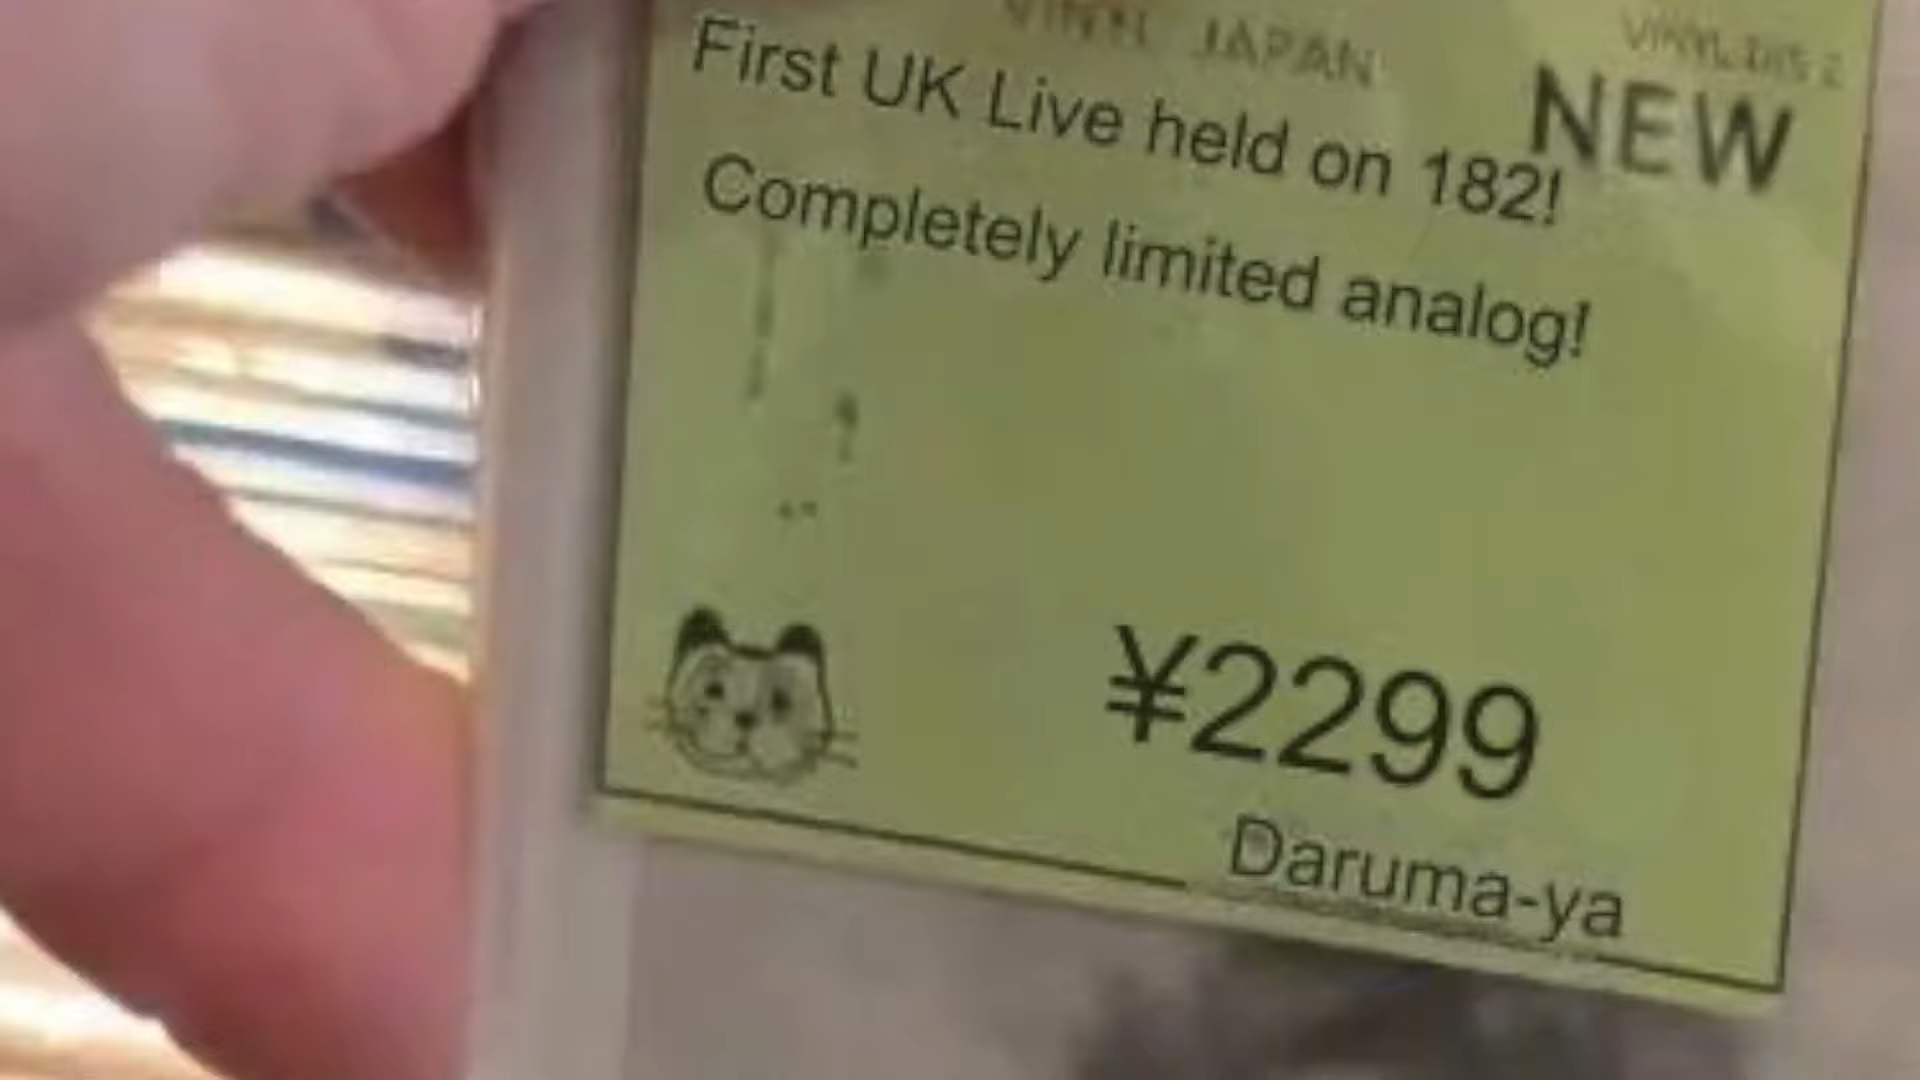 VINYL JAPAN
NEW
First UK Live held on 182!
Completely limited analog!
¥2299
Daruma-ya